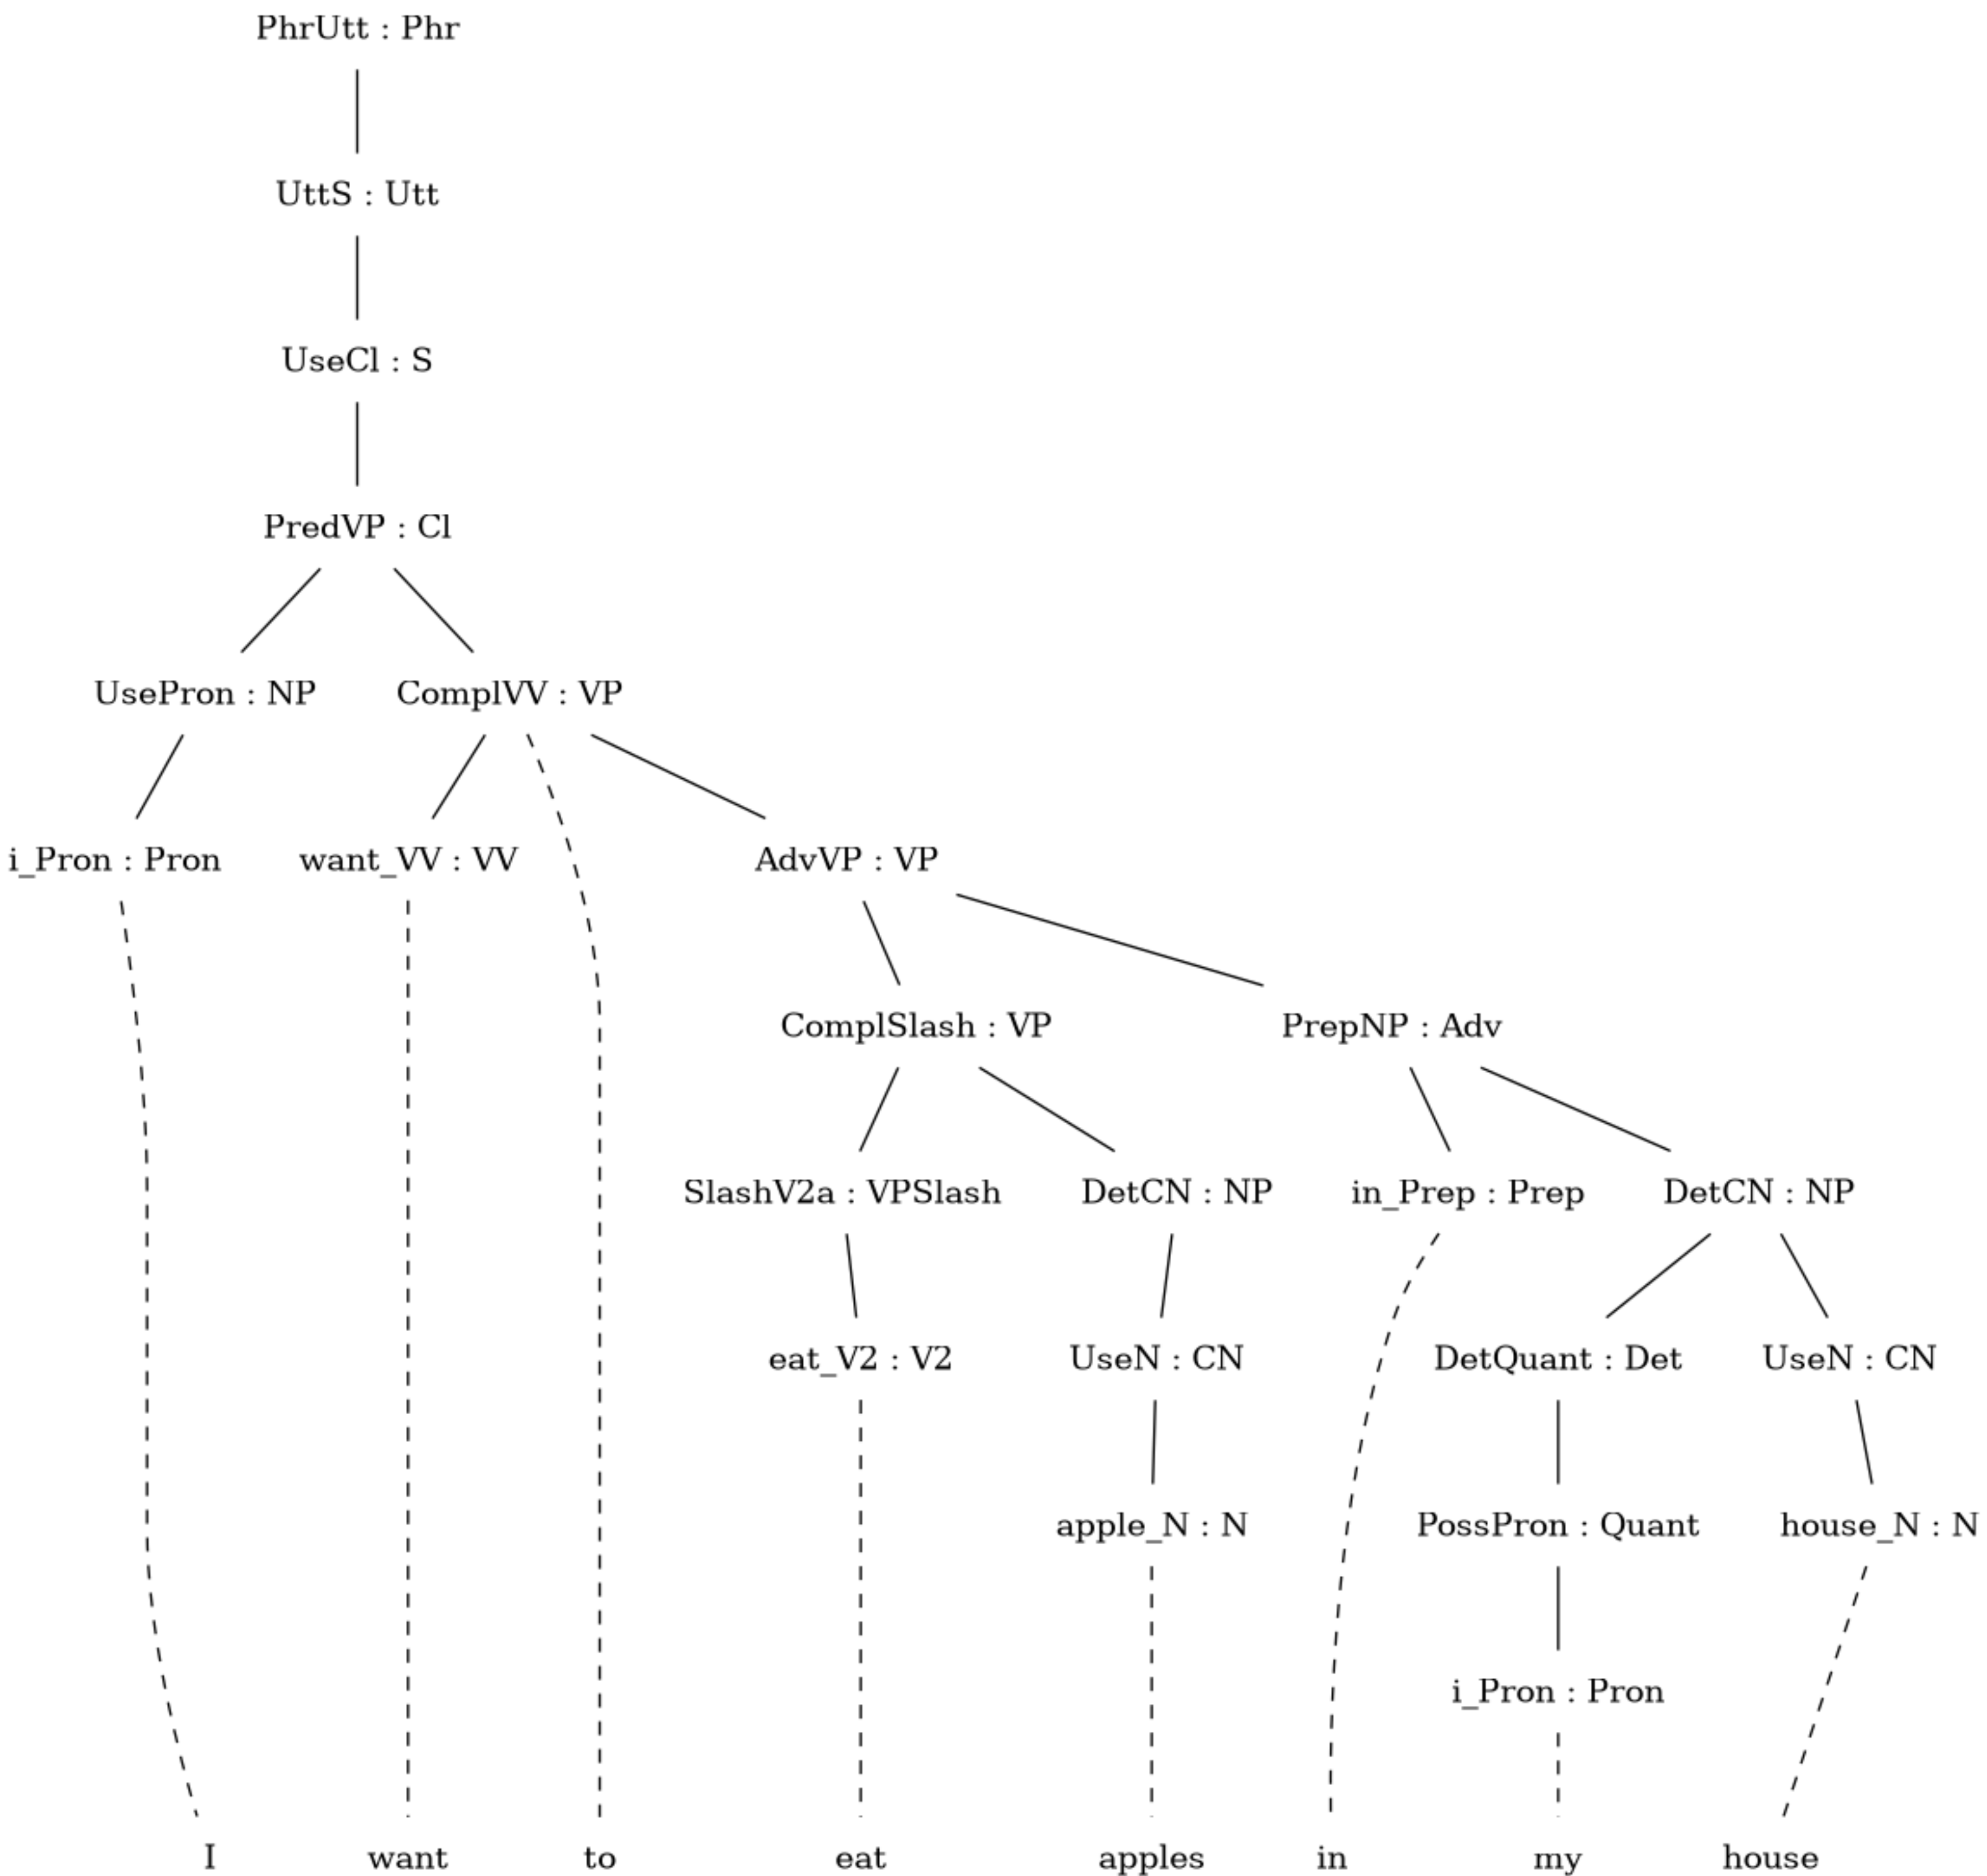 PhrUtt : Phr
UttS : Utt
UseCl : S
PredVP : Cl
UsePron : NP ComplVV : VP
i_Pron : Pron want_VV : VV AdvVP : VP
ComplSlash : VP PrepNP : Adv
SlashV2a : VPSlash DetCN : NP in_Prep : Prep DetCN : NP
eat_V2 : V2 UseN : CN DetQuant : Det UseN : CN
apple_N : N PossPron : Quant house_N : N
i_Pron : Pron
I want to eat apples in my house